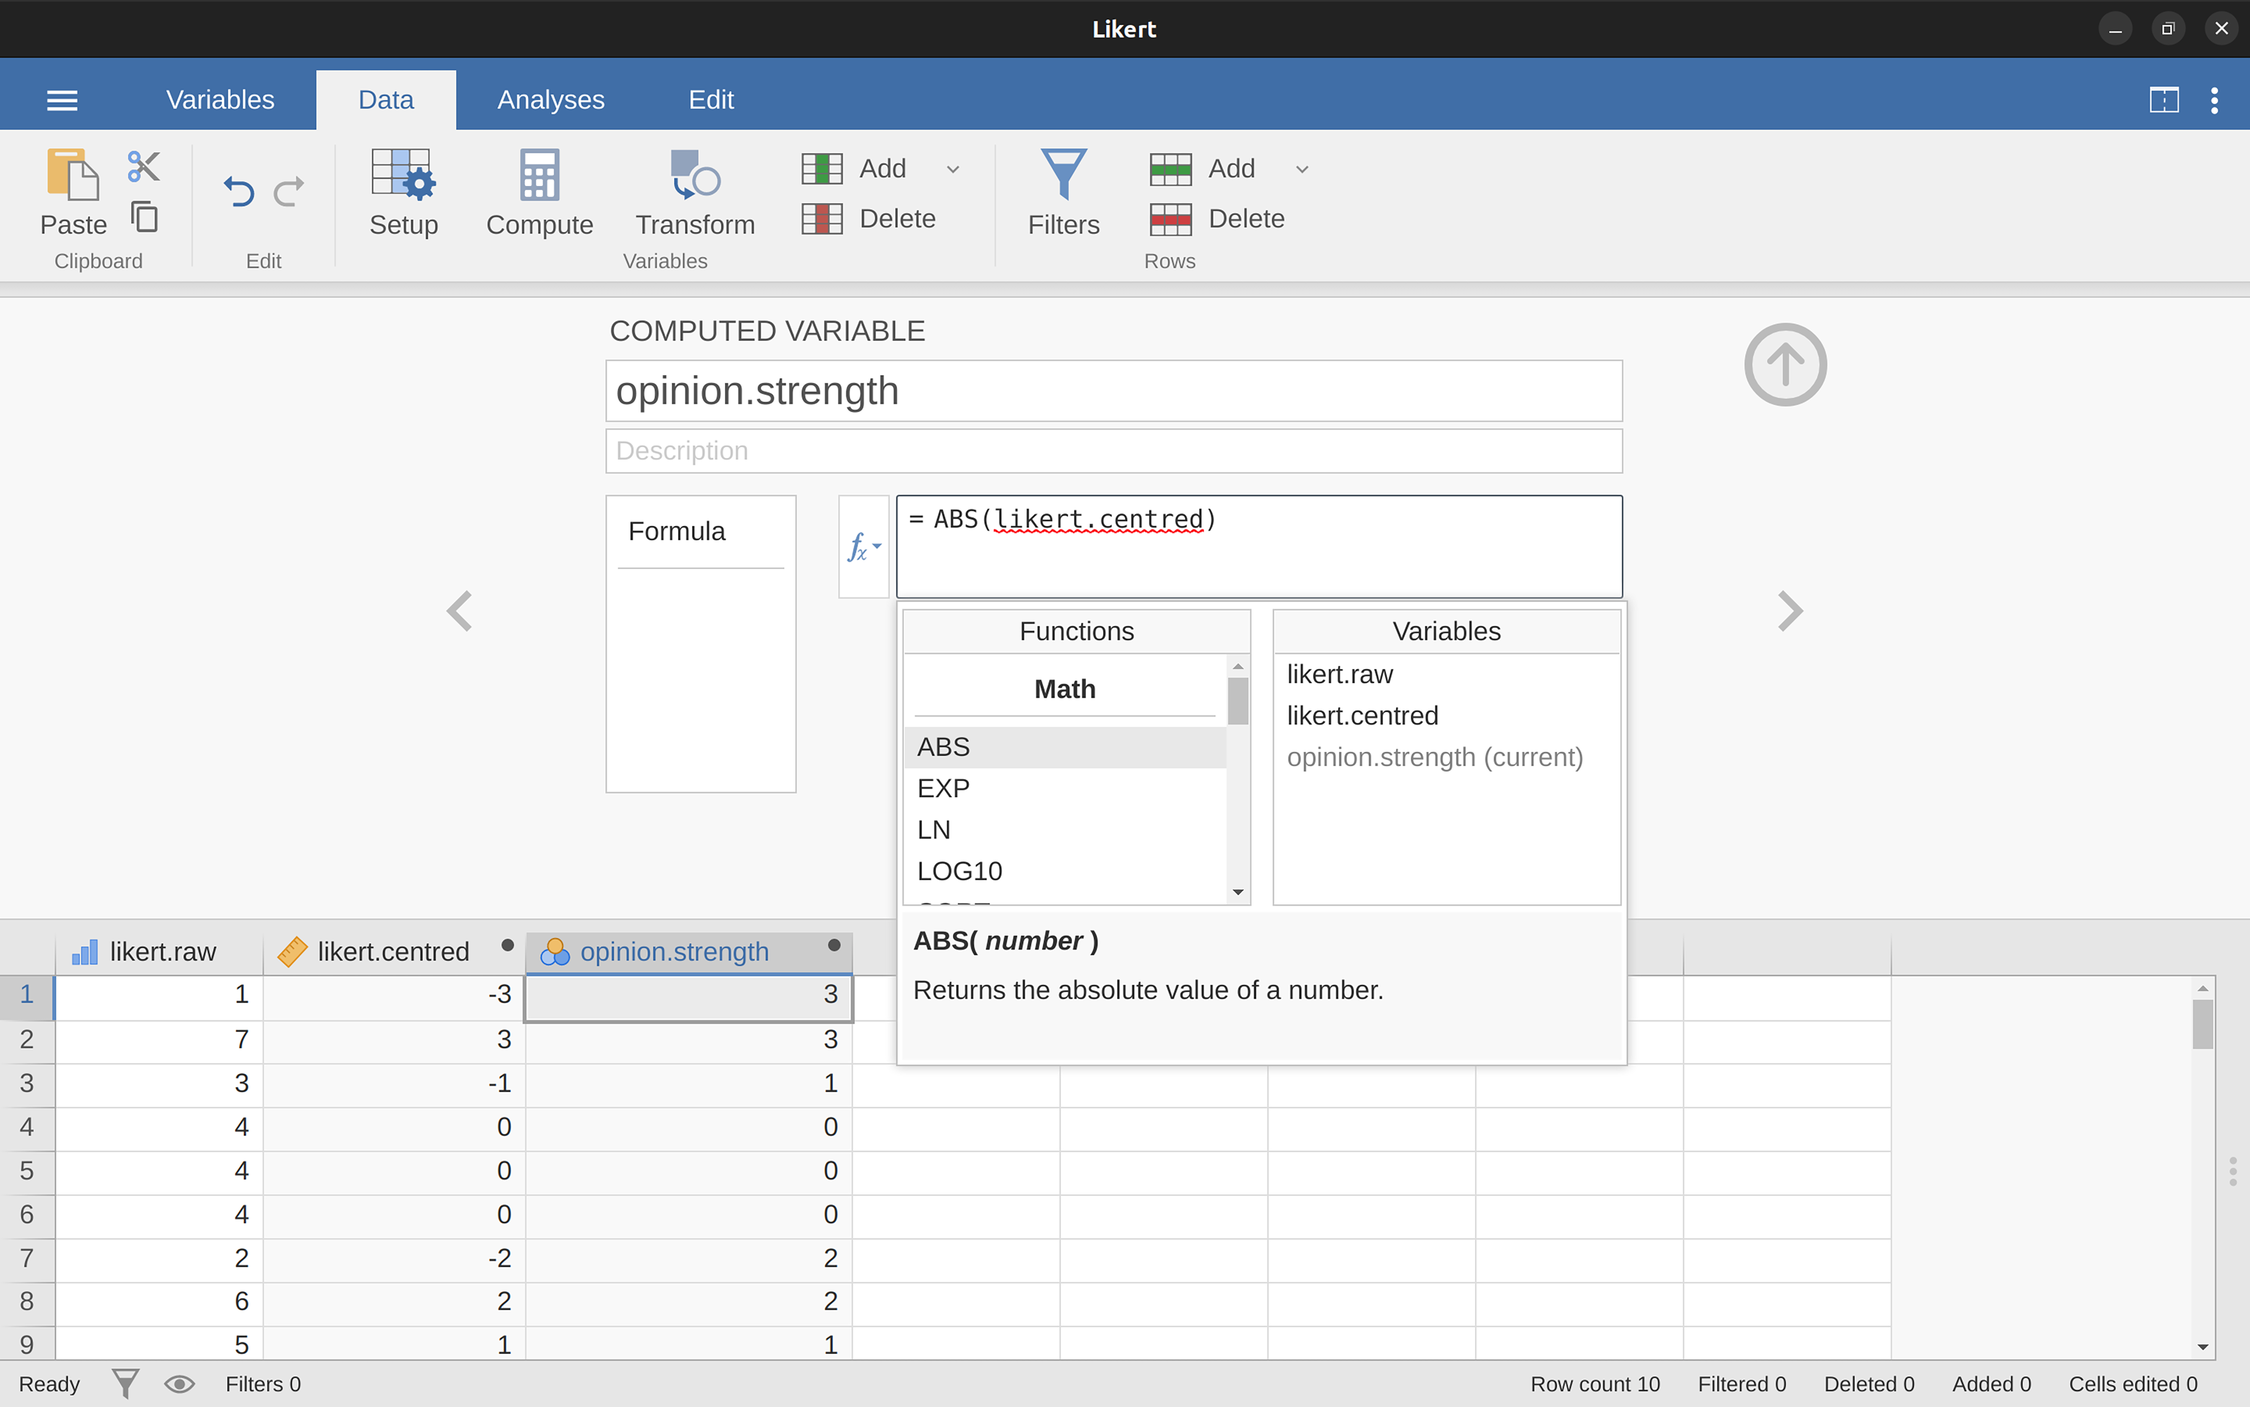 Likert
Variables
Data
Analyses
Edit
Paste
Clipboard
Edit
Setup
Compute
Transform
Add
Delete
Variables
Filters
Add
Delete
Rows
COMPUTED VARIABLE
opinion.strength
Description
Formula
fx
= ABS(likert.centred)
Functions
Math
ABS
EXP
LN
LOG10
Variables
likert.raw
likert.centred
opinion.strength (current)
ABS( number )
Returns the absolute value of a number.
likert.raw likert.centred opinion.strength
1 1 -3 3
2 7 3 3
3 3 -1 1
4 4 0 0
5 4 0 0
6 4 0 0
7 2 -2 2
8 6 2 2
9 5 1 1
Ready Filters 0 Row count 10 Filtered 0 Deleted 0 Added 0 Cells edited 0